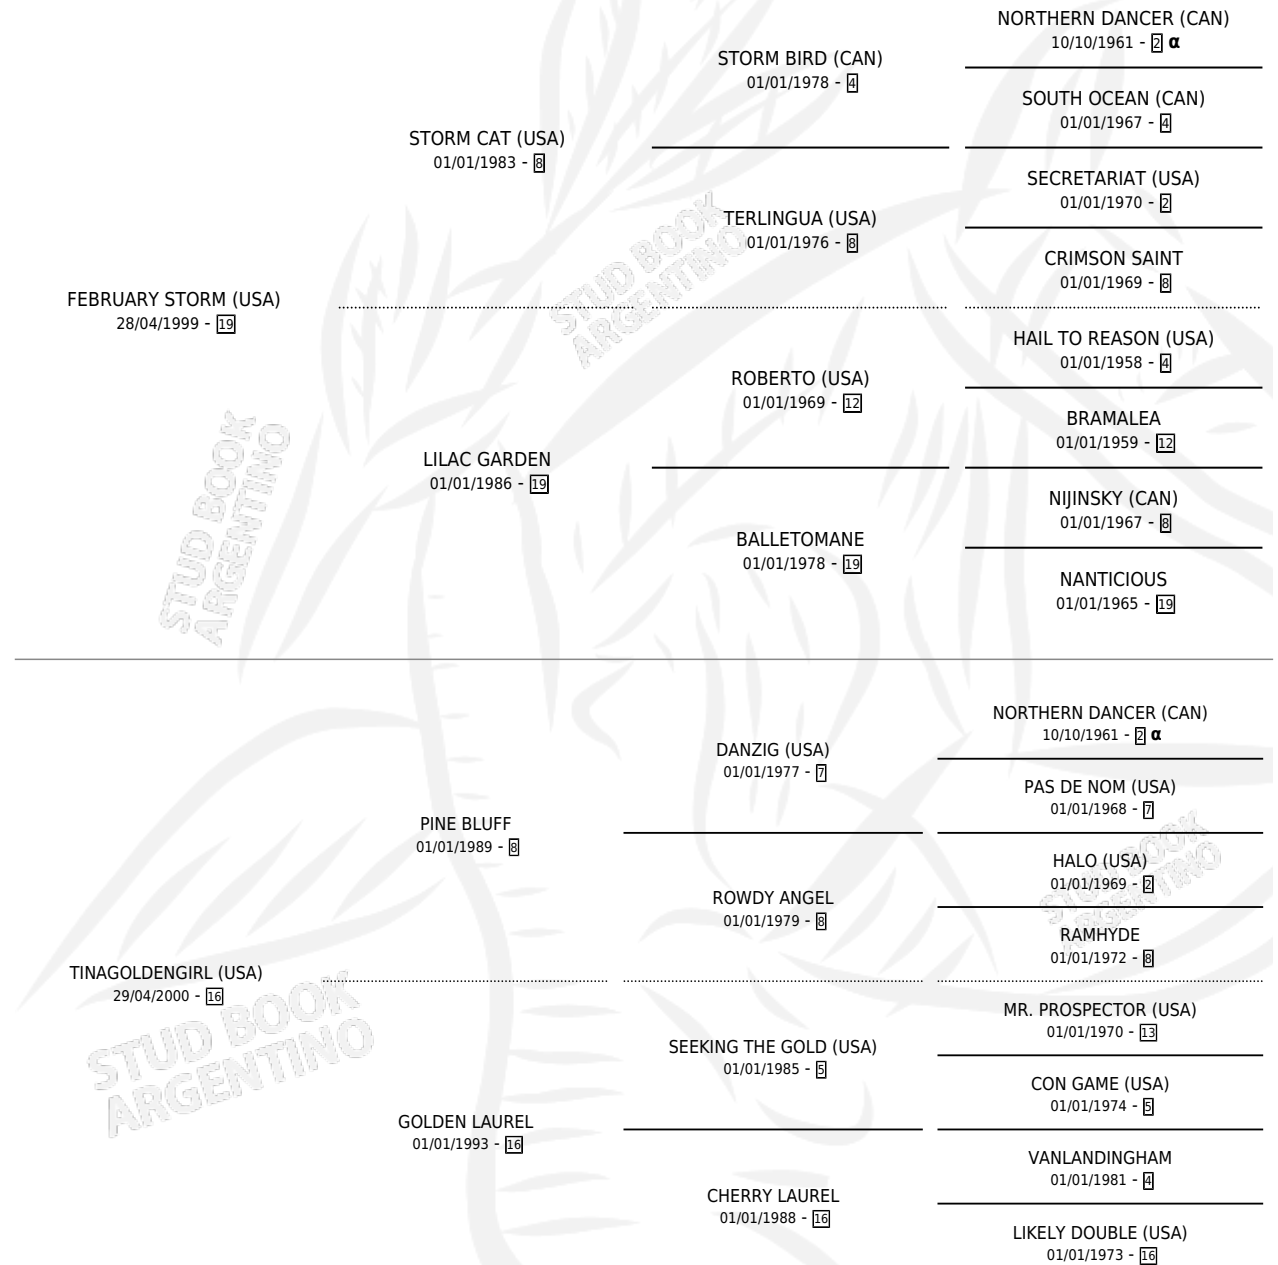 NORTHERN DANCER (CAN)
10/10/1961 - 2 α
STORM BIRD (CAN)
01/01/1978 - 4
SOUTH OCEAN (CAN)
01/01/1967 - 4
STORM CAT (USA)
01/01/1983 - 8
SECRETARIAT (USA)
01/01/1970 - 2
TERLINGUA (USA)
01/01/1976 - 8
CRIMSON SAINT
01/01/1969 - 8
FEBRUARY STORM (USA)
28/04/1999 - 19
STUD BOOK
ARGENTINO
HAIL TO REASON (USA)
01/01/1958 - 4
ROBERTO (USA)
01/01/1969 - 12
BRAMALEA
01/01/1959 - 12
LILAC GARDEN
01/01/1986 - 19
NIJINSKY (CAN)
01/01/1967 - 8
BALLETOMANE
01/01/1978 - 19
NANTICIOUS
01/01/1965 - 19
STUD BOOK
ARGENTINO
NORTHERN DANCER (CAN)
10/10/1961 - 2 α
DANZIG (USA)
01/01/1977 - 7
PAS DE NOM (USA)
01/01/1968 - 7
PINE BLUFF
01/01/1989 - 8
HALO (USA)
01/01/1969 - 2
ROWDY ANGEL
01/01/1979 - 8
RAMHYDE
01/01/1972 - 8
STUD BOOK
ARGENTINO
TINAGOLDENGIRL (USA)
29/04/2000 - 16
MR. PROSPECTOR (USA)
01/01/1970 - 13
SEEKING THE GOLD (USA)
01/01/1985 - 5
CON GAME (USA)
01/01/1974 - 5
STUD BOOK
ARGENTINO
GOLDEN LAUREL
01/01/1993 - 16
VANLANDINGHAM
01/01/1981 - 4
CHERRY LAUREL
01/01/1988 - 16
LIKELY DOUBLE (USA)
01/01/1973 - 16